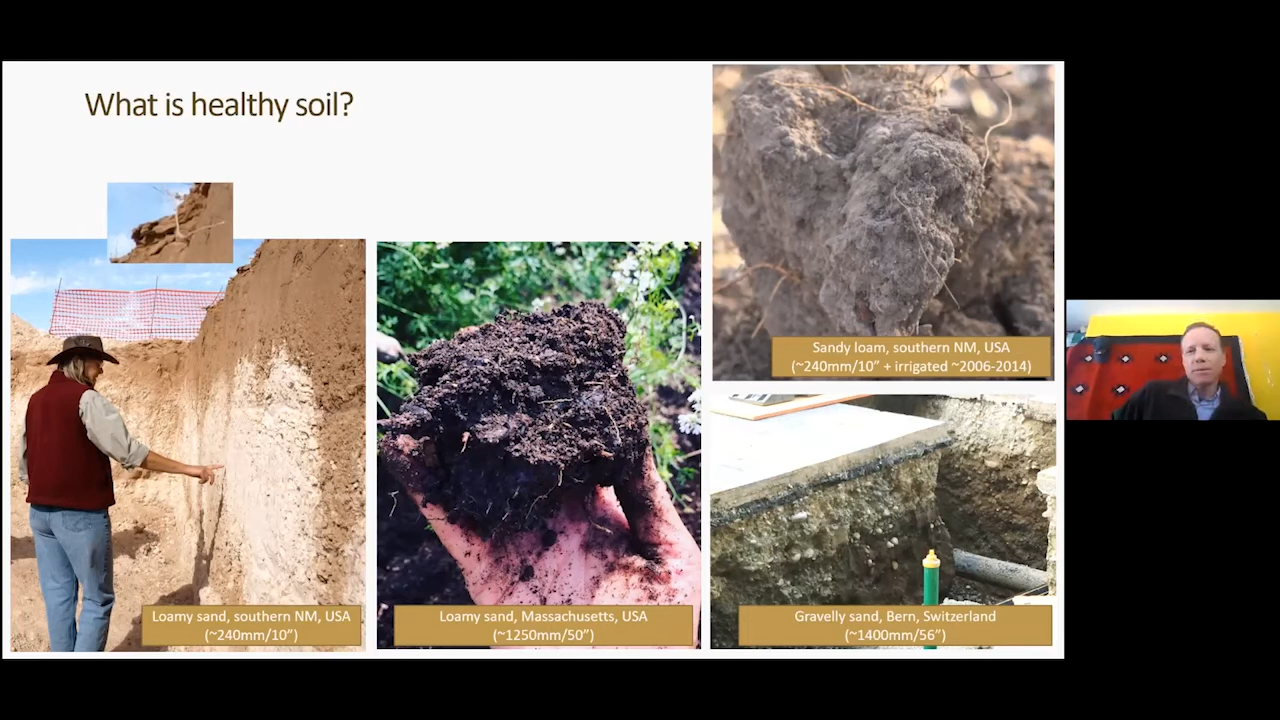 What is healthy soil?
Sandy loam, southern NM, USA
(~240mm/10” + irrigated ~2006-2014)
Loamy sand, southern NM, USA
(~240mm/10”)
Loamy sand, Massachusetts, USA
(~1250mm/50”)
Gravelly sand, Bern, Switzerland
(~1400mm/56”)